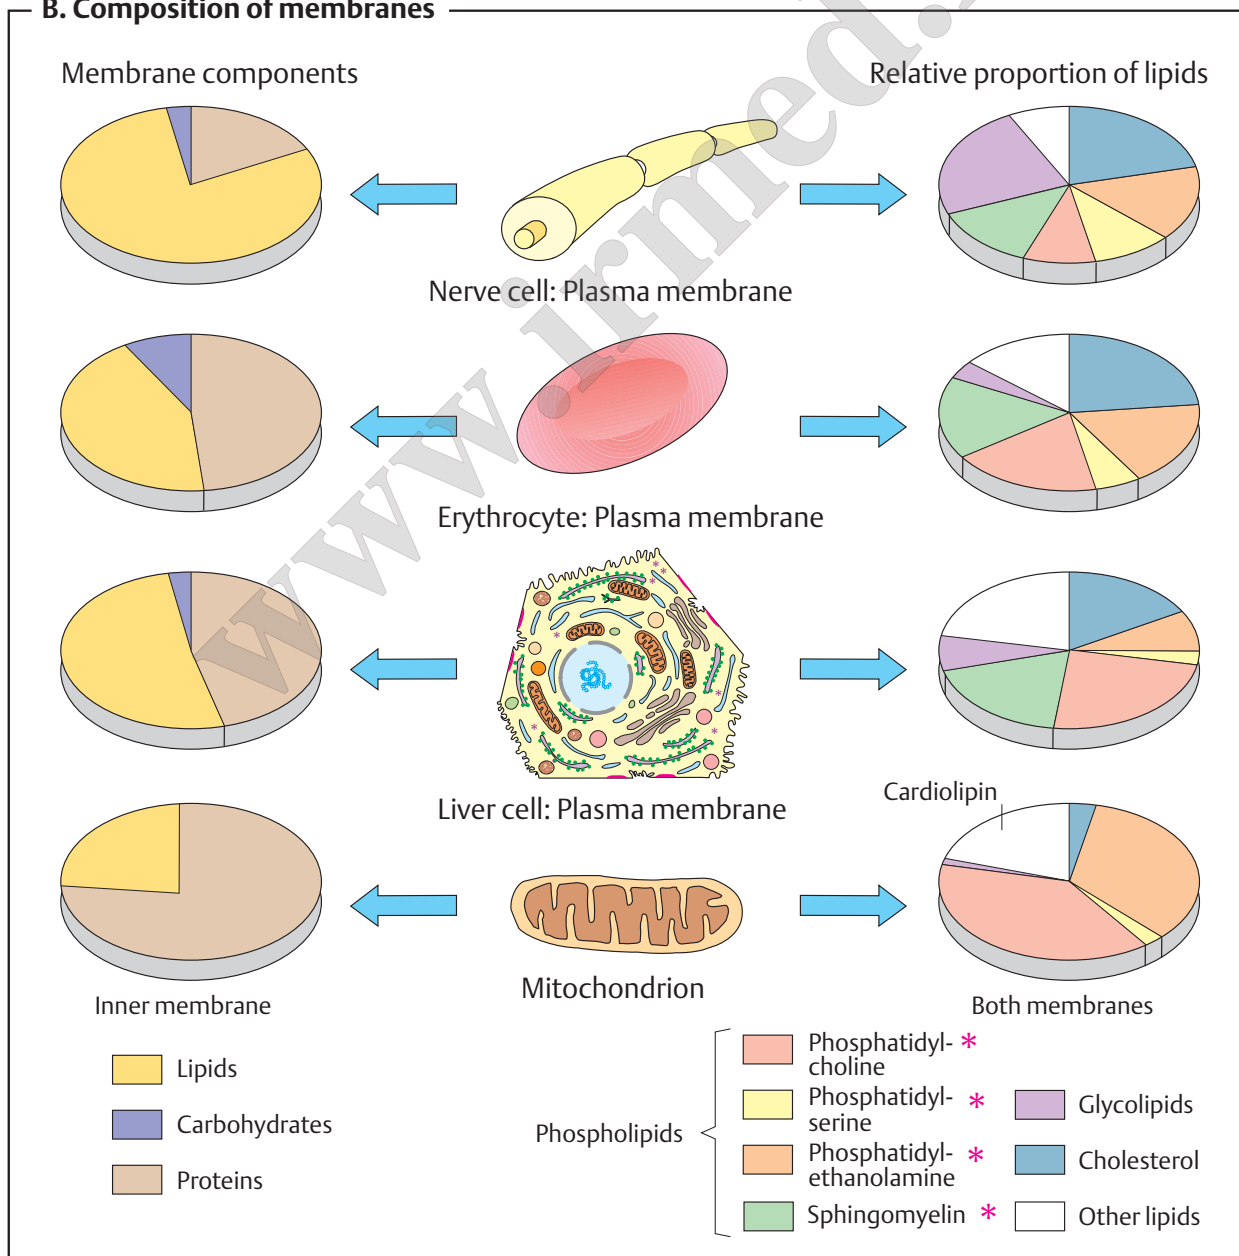 B. Composition of membranes
Membrane components
Relative proportion of lipids
Nerve cell: Plasma membrane
Erythrocyte: Plasma membrane
Liver cell: Plasma membrane
Cardiolipin
Mitochondrion
Inner membrane
Both membranes
Lipids
Carbohydrates
Proteins
Phospholipids
Phosphatidyl- *
choline
Phosphatidyl- *
serine
Phosphatidyl- *
ethanolamine
Sphingomyelin *
Glycolipids
Cholesterol
Other lipids
www.irmed.